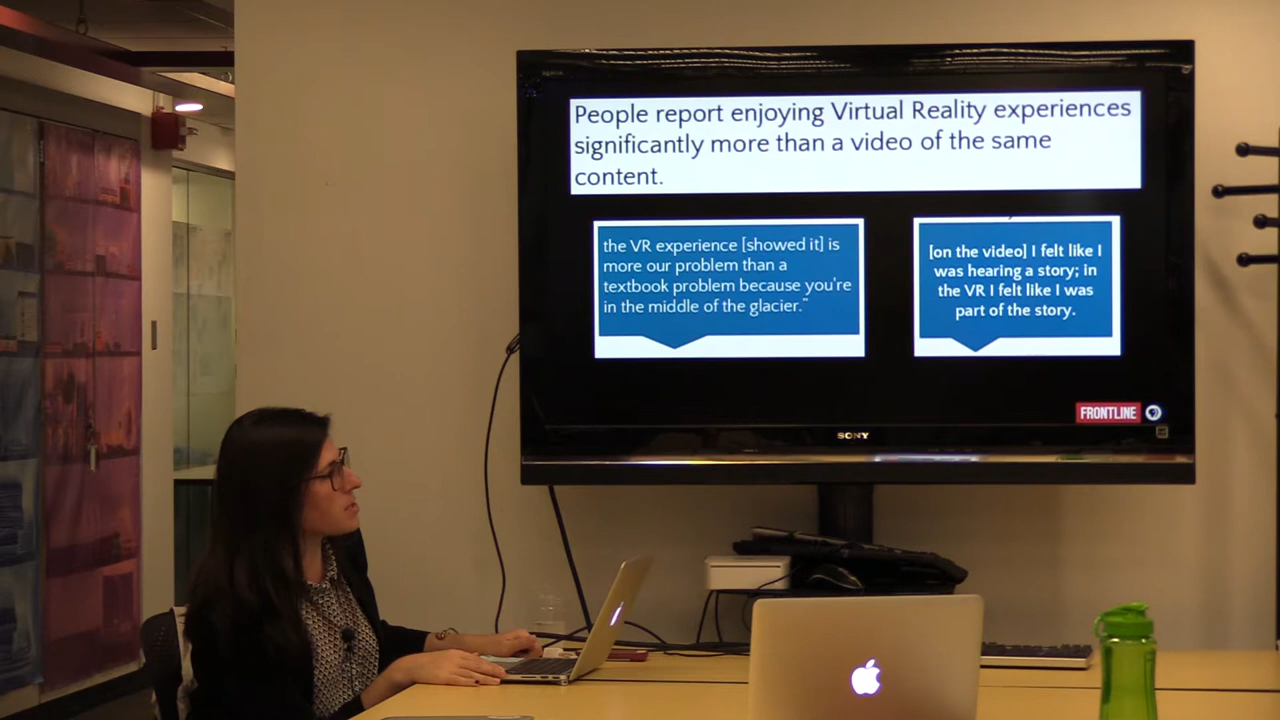 People report enjoying Virtual Reality experiences
significantly more than a video of the same
content.
the VR experience [showed it] is
more our problem than a
textbook problem because you're
in the middle of the glacier."
[on the video] I felt like I
was hearing a story; in
the VR I felt like I was
part of the story.
FRONTLINE
SONY